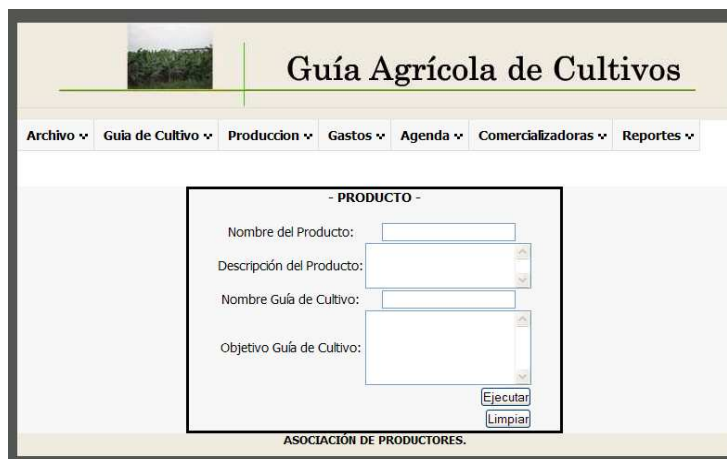 Guía Agrícola de Cultivos
Archivo Guia de Cultivo Produccion Gastos Agenda Comercializadoras Reportes
- PRODUCTO -
Nombre del Producto:
Descripción del Producto:
Nombre Guía de Cultivo:
Objetivo Guía de Cultivo:
Ejecutar
Limpiar
ASOCIACIÓN DE PRODUCTORES.